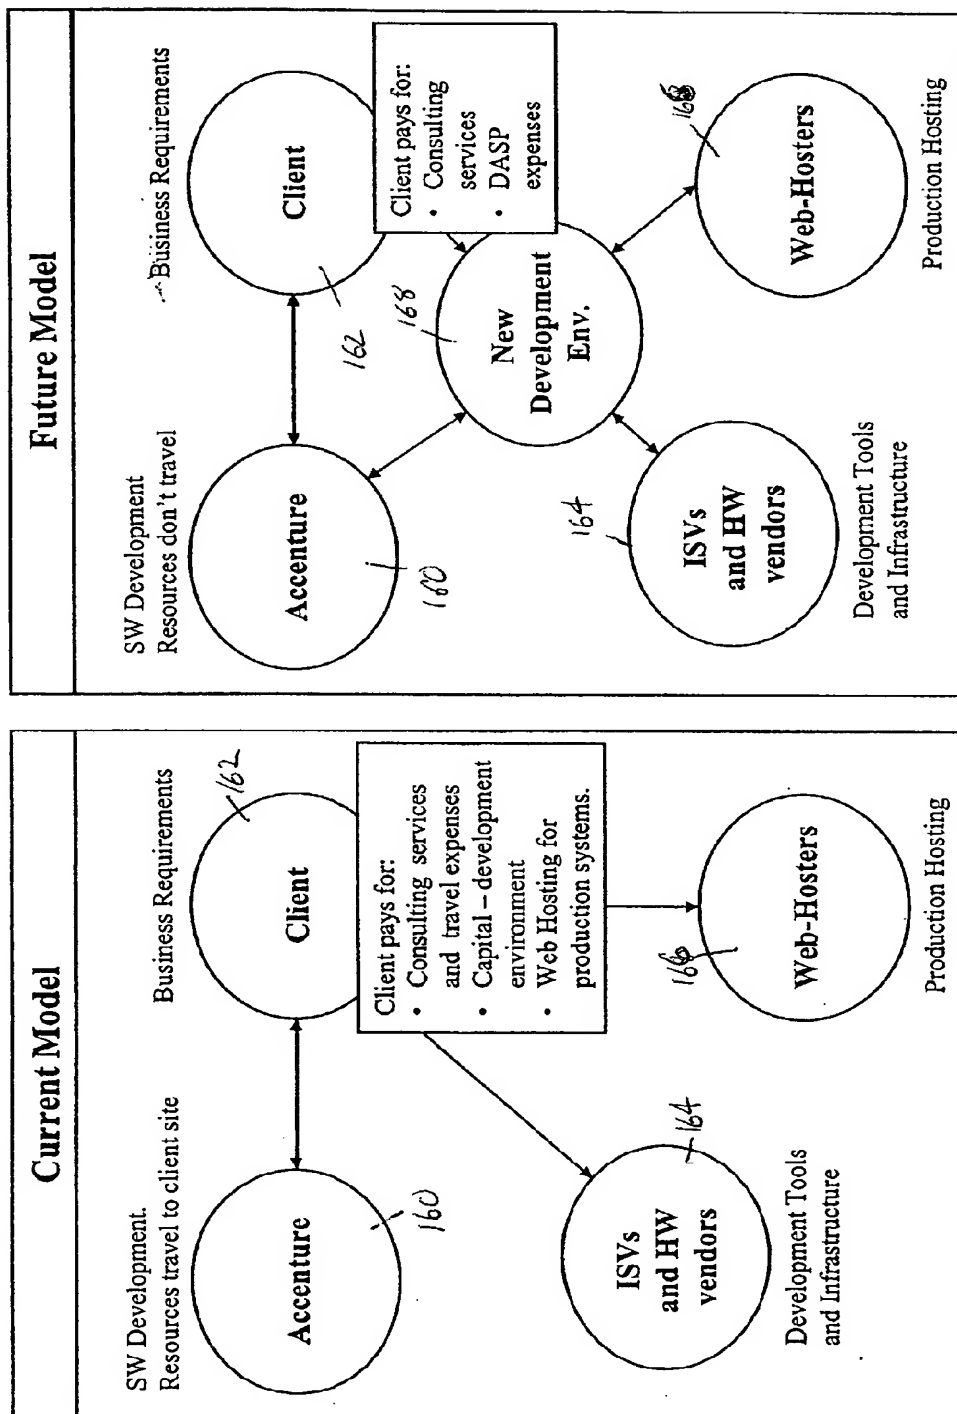 Current Model
SW Development.
Resources travel to client site
Business Requirements
Accenture
160
Client
162
Client pays for:
• Consulting services
and travel expenses
• Capital – development
environment
• Web Hosting for
production systems.
ISVs
and HW
vendors
164
Development Tools
and Infrastructure
166
Web-Hosters
Production Hosting
Future Model
SW Development
Resources don't travel
Business Requirements
Accenture
160
Client
162
Client pays for:
• Consulting
services
• DASP
expenses
168
New
Development
Env.
164
ISVs
and HW
vendors
Development Tools
and Infrastructure
Web-Hosters
Production Hosting